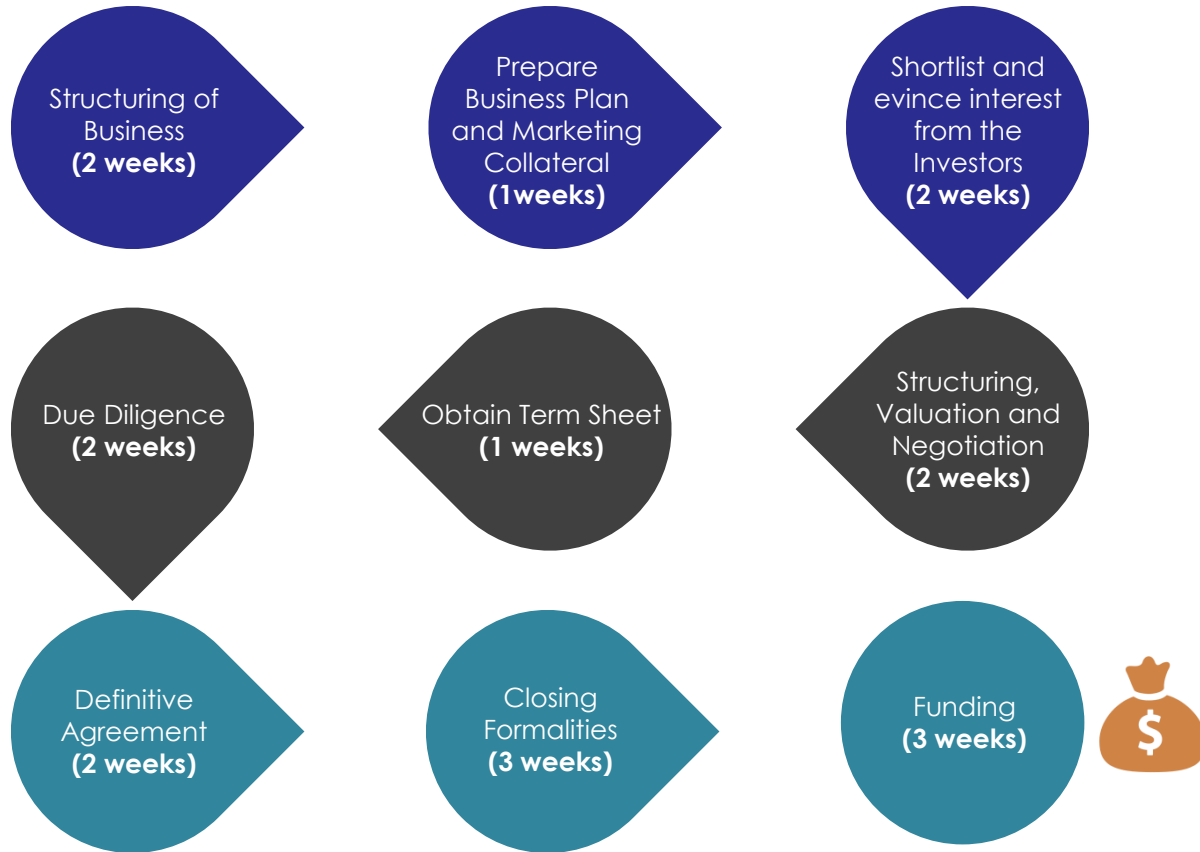 Structuring of
Business
(2 weeks)
Prepare
Business Plan
and Marketing
Collateral
(1weeks)
Shortlist and
evince interest
from the
Investors
(2 weeks)
Structuring,
Valuation and
Negotiation
(2 weeks)
Obtain Term Sheet
(1 weeks)
Due Diligence
(2 weeks)
Definitive
Agreement
(2 weeks)
Closing
Formalities
(3 weeks)
Funding
(3 weeks)
$